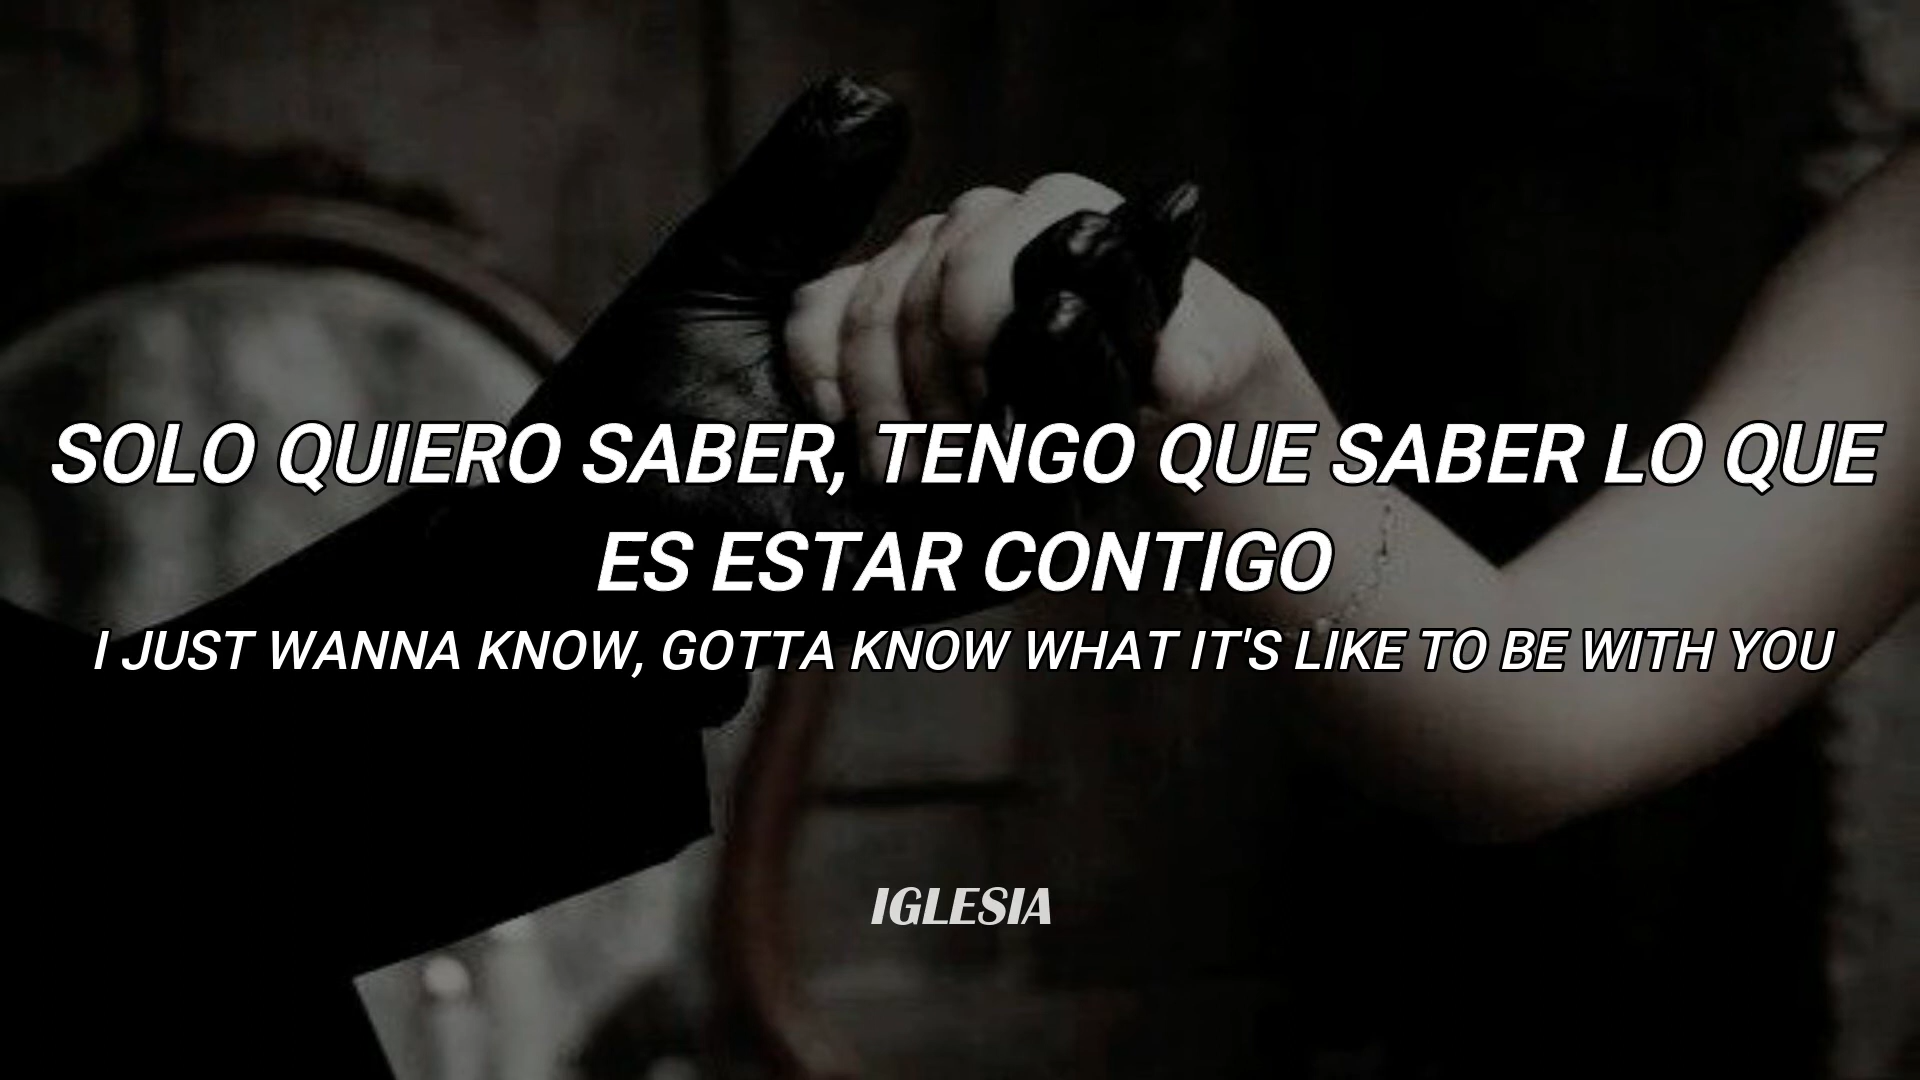 SOLO QUIERO SABER, TENGO QUE SABER LO QUE
ES ESTAR CONTIGO
I JUST WANNA KNOW, GOTTA KNOW WHAT IT'S LIKE TO BE WITH YOU
IGLESIA